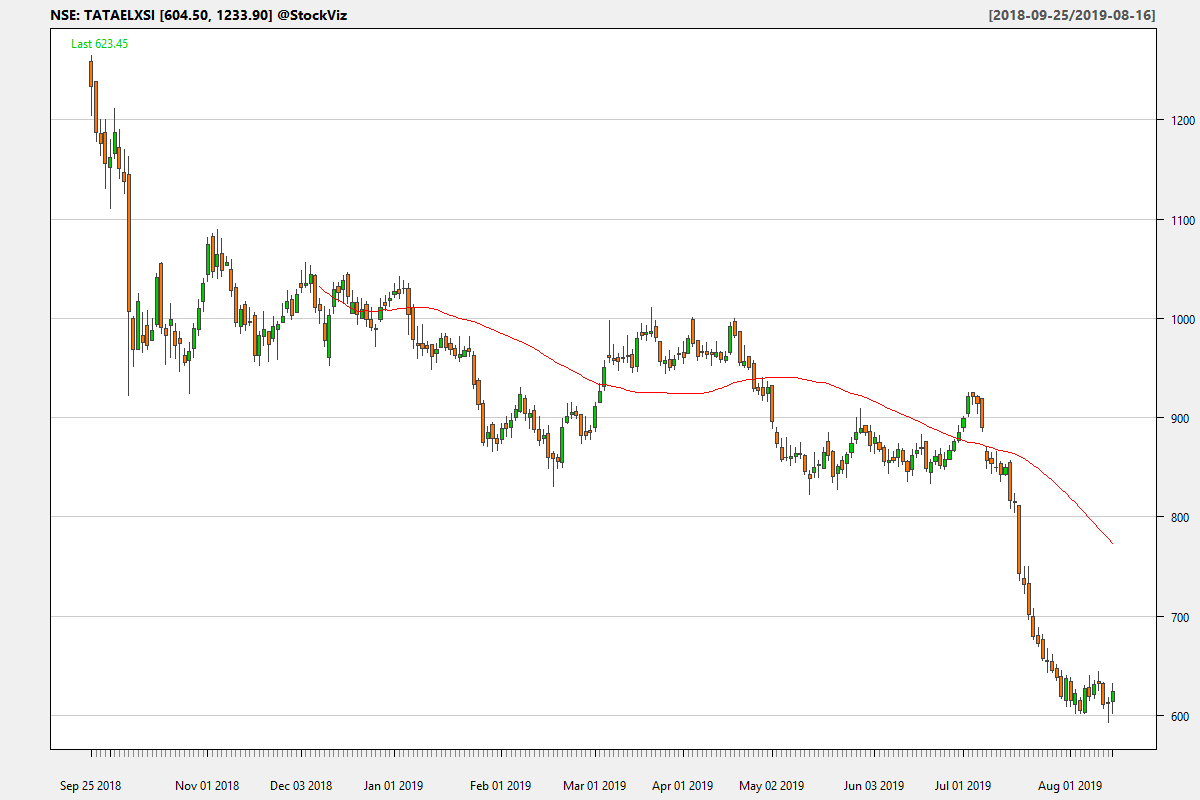 NSE: TATAELXSI [604.50, 1233.90] @StockViz
[2018-09-25/2019-08-16]
Last 623.45
1200
1100
1000
900
800
700
600
Sep 25 2018
Nov 01 2018
Dec 03 2018
Jan 01 2019
Feb 01 2019
Mar 01 2019
Apr 01 2019
May 02 2019
Jun 03 2019
Jul 01 2019
Aug 01 2019